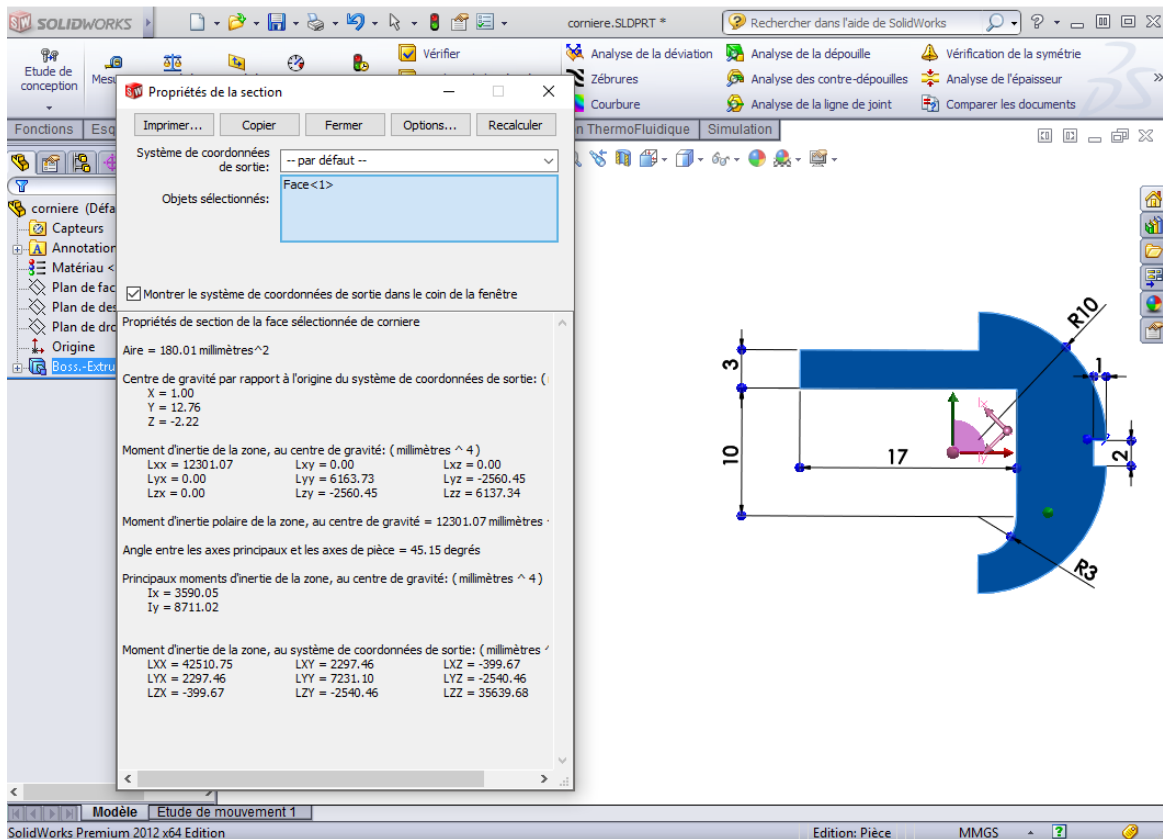 SOLIDWORKS
corniere.SLDPRT *
Rechercher dans l'aide de SolidWorks
Etude de
conception
Vérifier
Analyse de la déviation
Analyse de la dépouille
Vérification de la symétrie
Zébrures
Analyse des contre-dépouilles
Analyse de l'épaisseur
Courbure
Analyse de la ligne de joint
Comparer les documents
Fonctions
Esq
n ThermoFluidique
Simulation
Propriétés de la section
Imprimer...
Copier
Fermer
Options...
Recalculer
Système de coordonnées
de sortie:
-- par défaut --
Objets sélectionnés:
Face<1>
Montrer le système de coordonnées de sortie dans le coin de la fenêtre
corniere (Défa
Capteurs
Annotation
Matériau <
Plan de fac
Plan de des
Plan de dro
Origine
Boss.-Extru
Propriétés de section de la face sélectionnée de corniere
Aire = 180.01 millimètres^2
Centre de gravité par rapport à l'origine du système de coordonnées de sortie: (
X = 1.00
Y = 12.76
Z = -2.22
Moment d'inertie de la zone, au centre de gravité: ( millimètres ^ 4 )
Lxx = 12301.07 Lxy = 0.00 Lxz = 0.00
Lyx = 0.00 Lyy = 6163.73 Lyz = -2560.45
Lzx = 0.00 Lzy = -2560.45 Lzz = 6137.34
Moment d'inertie polaire de la zone, au centre de gravité = 12301.07 millimètres
Angle entre les axes principaux et les axes de pièce = 45.15 degrés
Principaux moments d'inertie de la zone, au centre de gravité: ( millimètres ^ 4 )
Ix = 3590.05
Iy = 8711.02
Moment d'inertie de la zone, au système de coordonnées de sortie: ( millimètres ^
LXX = 42510.75 LXY = 2297.46 LXZ = -399.67
LYX = 2297.46 LYY = 7231.10 LYZ = -2540.46
LZX = -399.67 LZY = -2540.46 LZZ = 35639.68
R10
3
1
Ix
Iy
10
17
2
R3
Modèle
Etude de mouvement 1
SolidWorks Premium 2012 x64 Edition
Edition: Pièce
MMGS